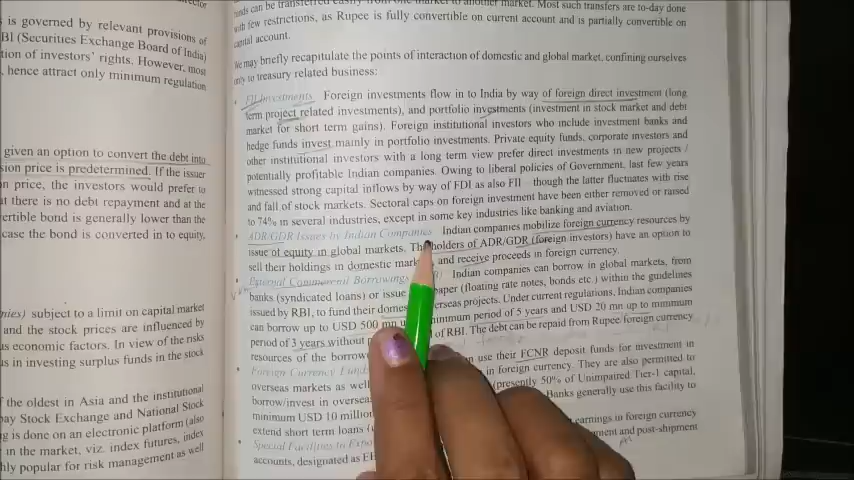 is governed by relevant provisions of
BI (Securities Exchange Board of India)
tion of investors' rights. However, most
, hence attract only minimum regulation
given an option to convert the debt into
sion price is predetermined. If the issuer
n price, the investors would prefer to
t there is no debt repayment and at the
vertible bond is generally lower than the
case the bond is converted in to equity,
nies) subject to a limit on capital market
and the stock prices are influenced by
us economic factors. In view of the risks
s in investing surplus funds in the stock
f the oldest in Asia and the institutional
bay Stock Exchange and National Stock
g is done on an electronic platform (also
in the market, viz. index futures, index
hly popular for risk management as well
funds can be transferred easily from one market to another market. Most such transfers are to-day done
with few restrictions, as Rupee is fully convertible on current account and is partially convertible on
capital account.
We may briefly recapitulate the points of interaction of domestic and global market, confining ourselves
only to treasury related business:
• FII Investments Foreign investments flow in to India by way of foreign direct investment (long
term project related investments), and portfolio investments (investment in stock market and debt
market for short term gains). Foreign institutional investors who include investment banks and
hedge funds invest mainly in portfolio investments. Private equity funds, corporate investors and
other institutional investors with a long term view prefer direct investments in new projects /
potentially profitable Indian companies. Owing to liberal policies of Government, last few years
witnessed strong capital inflows by way of FDI as also FII – though the latter fluctuates with rise
and fall of stock markets. Sectoral caps on foreign investment have been either removed or raised
to 74% in several industries, except in some key industries like banking and aviation.
• ADR/GDR Issues by Indian Companies Indian companies mobilize foreign currency resources by
issue of equity in global markets. The holders of ADR/GDR (foreign investors) have an option to
sell their holdings in domestic and receive proceeds in foreign currency.
• External Commercial Borrowings Indian companies can borrow in global markets, from
banks (syndicated loans) or issue paper (floating rate notes, bonds etc.) within the guidelines
issued by RBI, to fund their overseas projects. Under current regulations, Indian companies
can borrow up to USD 500 mn minimum period of 5 years and USD 20 mn up to minimum
period of 3 years without of RBI. The debt can be repaid from Rupee/foreign currency
resources of the
• Foreign Currency use their FCNR deposit funds for investment in
overseas markets as well in foreign currency. They are also permitted to
borrow/invest in overseas (presently 50% of Unimpaired Tier-1 capital,
minimum USD 10 Banks generally use this facility to
extend short term loans
• Special Facilities to earnings in foreign currency
accounts, designated as and post-shipment